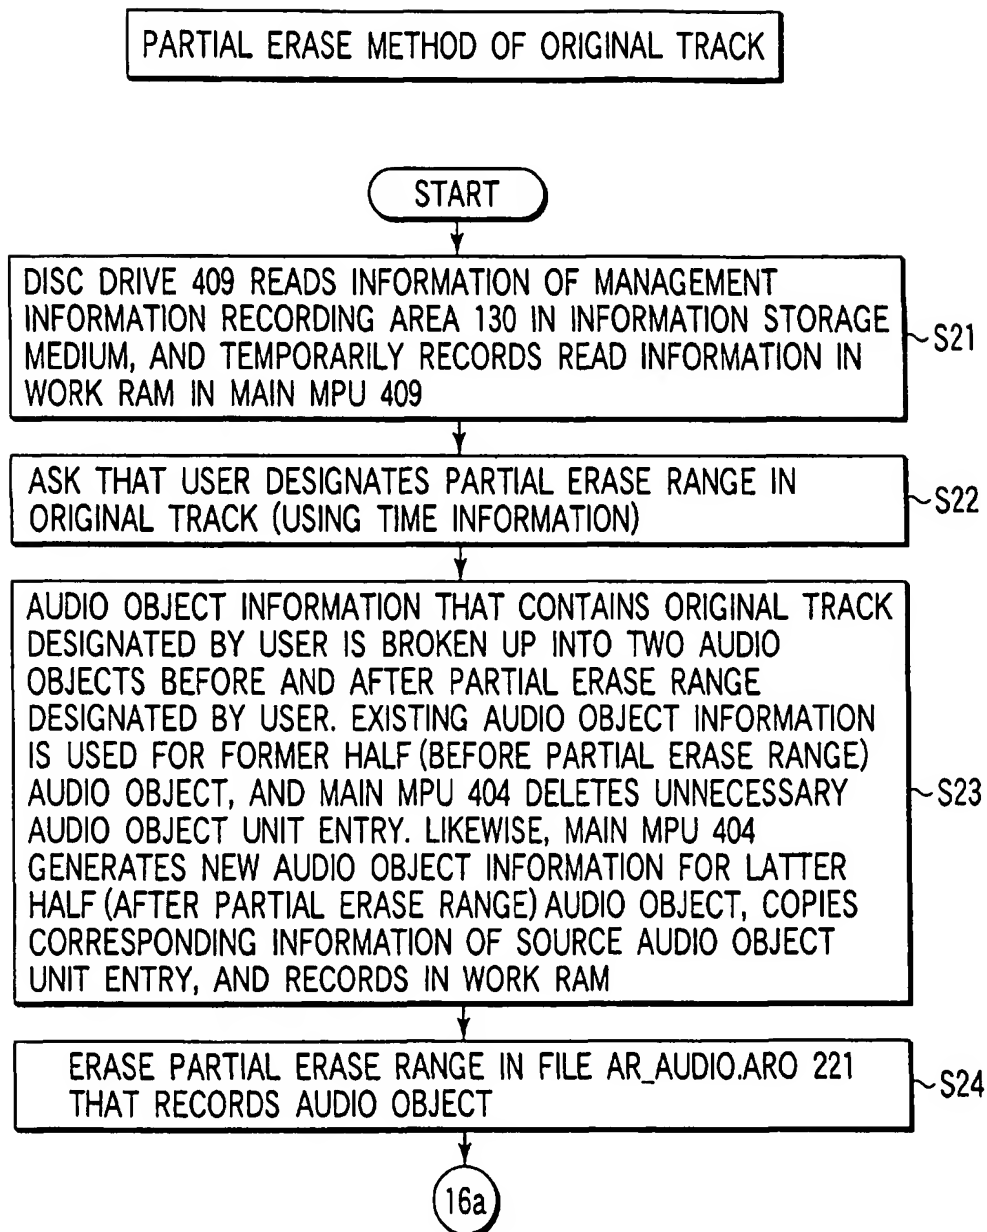 PARTIAL ERASE METHOD OF ORIGINAL TRACK
START
DISC DRIVE 409 READS INFORMATION OF MANAGEMENT
INFORMATION RECORDING AREA 130 IN INFORMATION STORAGE
MEDIUM, AND TEMPORARILY RECORDS READ INFORMATION IN
WORK RAM IN MAIN MPU 409
S21
ASK THAT USER DESIGNATES PARTIAL ERASE RANGE IN
ORIGINAL TRACK (USING TIME INFORMATION)
S22
AUDIO OBJECT INFORMATION THAT CONTAINS ORIGINAL TRACK
DESIGNATED BY USER IS BROKEN UP INTO TWO AUDIO
OBJECTS BEFORE AND AFTER PARTIAL ERASE RANGE
DESIGNATED BY USER. EXISTING AUDIO OBJECT INFORMATION
IS USED FOR FORMER HALF (BEFORE PARTIAL ERASE RANGE)
AUDIO OBJECT, AND MAIN MPU 404 DELETES UNNECESSARY
AUDIO OBJECT UNIT ENTRY. LIKEWISE, MAIN MPU 404
GENERATES NEW AUDIO OBJECT INFORMATION FOR LATTER
HALF (AFTER PARTIAL ERASE RANGE) AUDIO OBJECT, COPIES
CORRESPONDING INFORMATION OF SOURCE AUDIO OBJECT
UNIT ENTRY, AND RECORDS IN WORK RAM
S23
ERASE PARTIAL ERASE RANGE IN FILE AR_AUDIO.ARO 221
THAT RECORDS AUDIO OBJECT
S24
16a